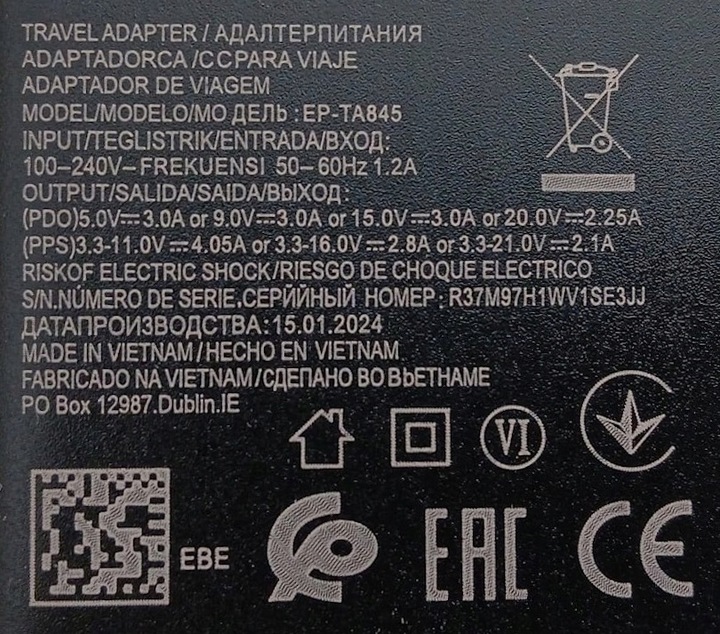 TRAVEL ADAPTER / АДАЛТЕРПИТАНИЯ
ADAPTADORCA /CCPARA VIAJE
ADAPTADOR DE VIAGEM
MODEL/MODELO/МО ДЕЛЬ :EP-TA845
INPUT/TEGLISTRIK/ENTRADA/ВХОД:
100–240V– FREKUENSI 50– 60Hz 1.2A
OUTPUT/SALIDA/SAIDA/ВЫХОД:
(PDO)5.0V⎓3.0A or 9.0V⎓3.0A or 15.0V⎓3.0A or 20.0V⎓2.25A
(PPS)3.3-11.0V⎓4.05A or 3.3-16.0V⎓2.8A or 3.3-21.0V⎓2.1A
RISKOF ELECTRIC SHOCK/RIESGO DE CHOQUE ELECTRICO
S/N.NÚMERO DE SERIE.СЕРЙЙНЫЙ НОМЕР: R37M97H1WV1SE3JJ
ДАТАПРОИЗВОДСТВА:15.01.2024
MADE IN VIETNAM/HECHO EN VIETNAM
FABRICADO NA VIETNAM/СДЕПАНО ВО ВЬЕТНАМЕ
PO Box 12987.Dublin.IE
VI
EBE
EAC
CE